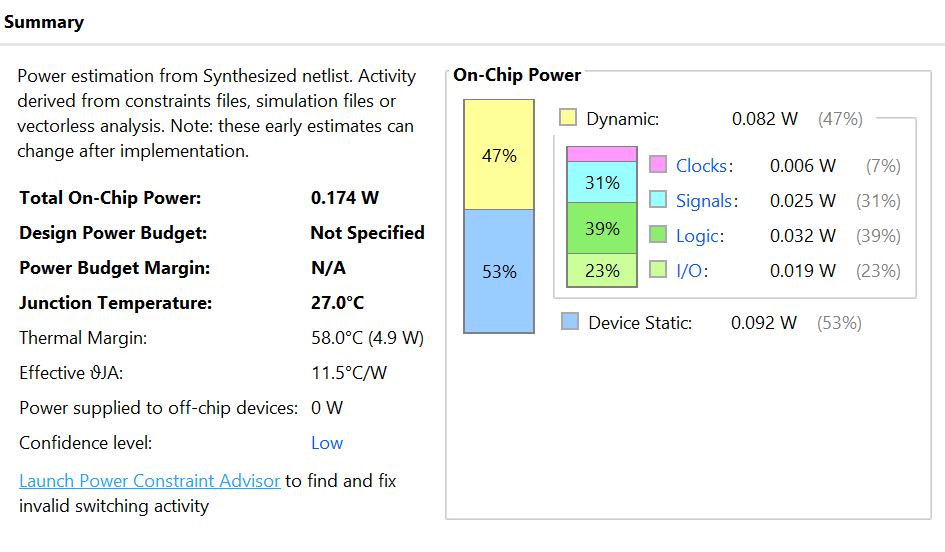 Summary
Power estimation from Synthesized netlist. Activity
derived from constraints files, simulation files or
vectorless analysis. Note: these early estimates can
change after implementation.
Total On-Chip Power: 0.174 W
Design Power Budget: Not Specified
Power Budget Margin: N/A
Junction Temperature: 27.0°C
Thermal Margin: 58.0°C (4.9 W)
Effective ϑJA: 11.5°C/W
Power supplied to off-chip devices: 0 W
Confidence level: Low
Launch Power Constraint Advisor to find and fix
invalid switching activity
On-Chip Power
47%
53%
Dynamic: 0.082 W (47%)
31%
39%
23%
Clocks: 0.006 W (7%)
Signals: 0.025 W (31%)
Logic: 0.032 W (39%)
I/O: 0.019 W (23%)
Device Static: 0.092 W (53%)